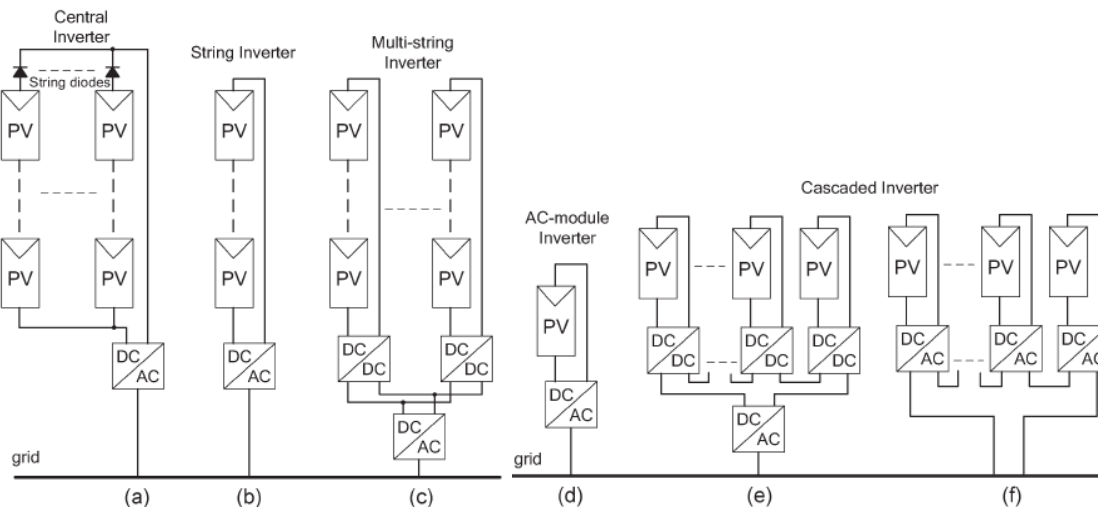 Central
Inverter
String diodes
PV
PV
PV
PV
DC
AC
String Inverter
PV
PV
DC
AC
Multi-string
Inverter
PV
PV
PV
PV
DC
DC
DC
DC
DC
AC
grid
(a)
(b)
(c)
AC-module
Inverter
PV
DC
AC
Cascaded Inverter
PV
PV
PV
DC
DC
DC
DC
DC
DC
DC
AC
PV
PV
PV
DC
AC
DC
AC
DC
AC
grid
(d)
(e)
(f)